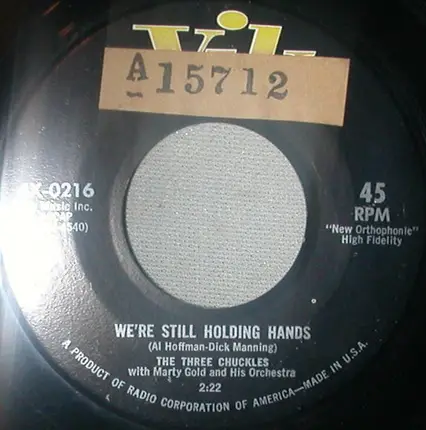 Vik
A15712
4X-0216
Music Inc.
45
RPM
"New Orthophonic"
High Fidelity
WE'RE STILL HOLDING HANDS
(Al Hoffman-Dick Manning)
THE THREE CHUCKLES
with Marty Gold and His Orchestra
2:22
A PRODUCT OF RADIO CORPORATION OF AMERICA—MADE IN U.S.A.